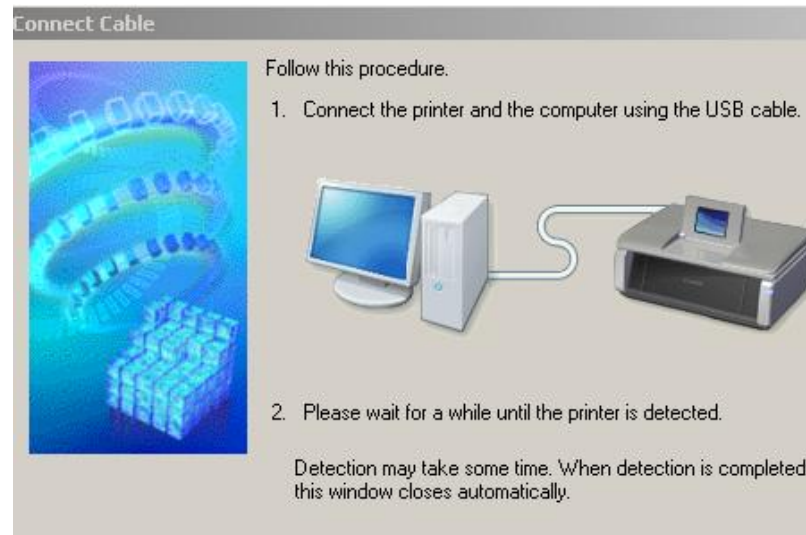 Connect Cable
Follow this procedure.
1. Connect the printer and the computer using the USB cable.
2. Please wait for a while until the printer is detected.
Detection may take some time. When detection is completed
this window closes automatically.